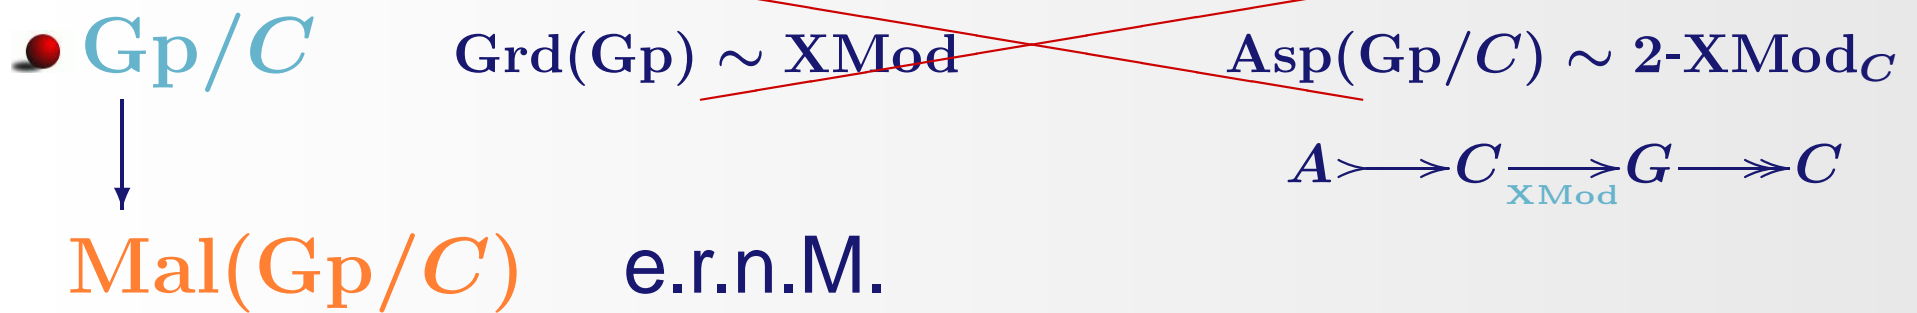 Gp/C Grd(Gp) ∼ XMod Asp(Gp/C) ∼ 2-XMod_C
A ↣ C → G ↠ C
XMod
Mal(Gp/C) e.r.n.M.